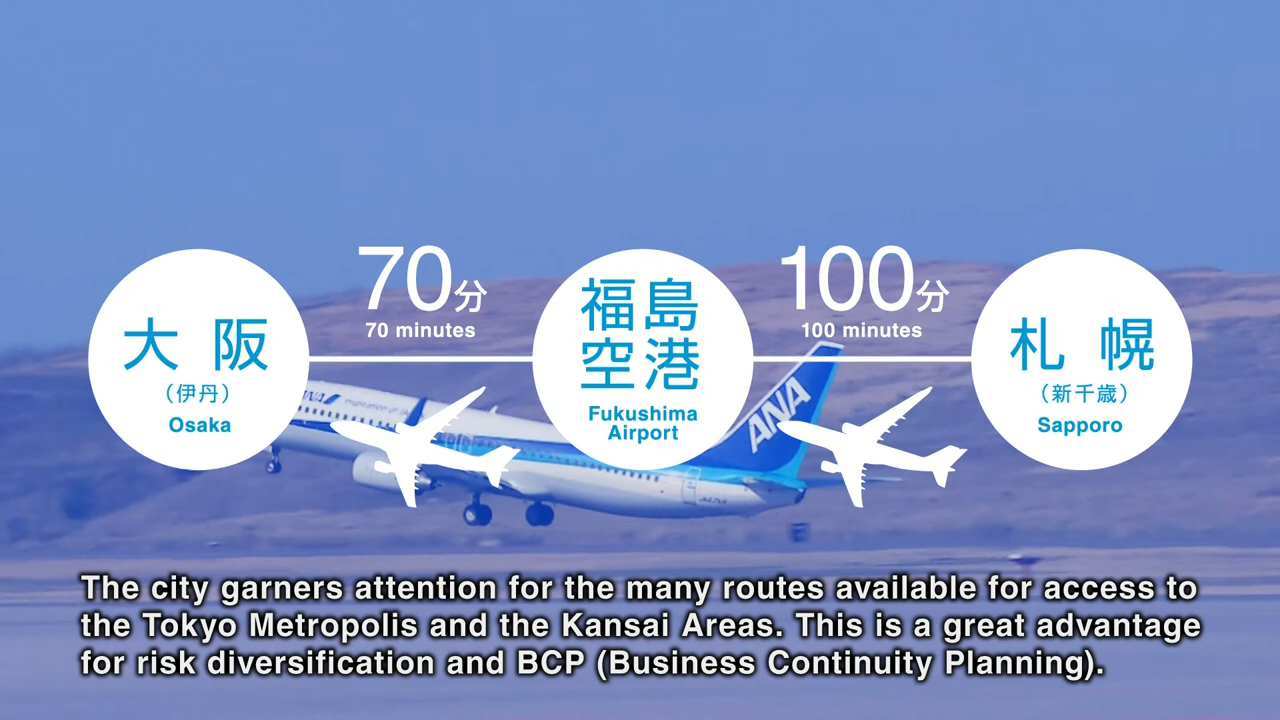 70分
70 minutes
100分
100 minutes
大阪
（伊丹）
Osaka
福島
空港
Fukushima
Airport
札幌
（新千歳）
Sapporo
ANA
ANA
The city garners attention for the many routes available for access to
the Tokyo Metropolis and the Kansai Areas. This is a great advantage
for risk diversification and BCP (Business Continuity Planning).